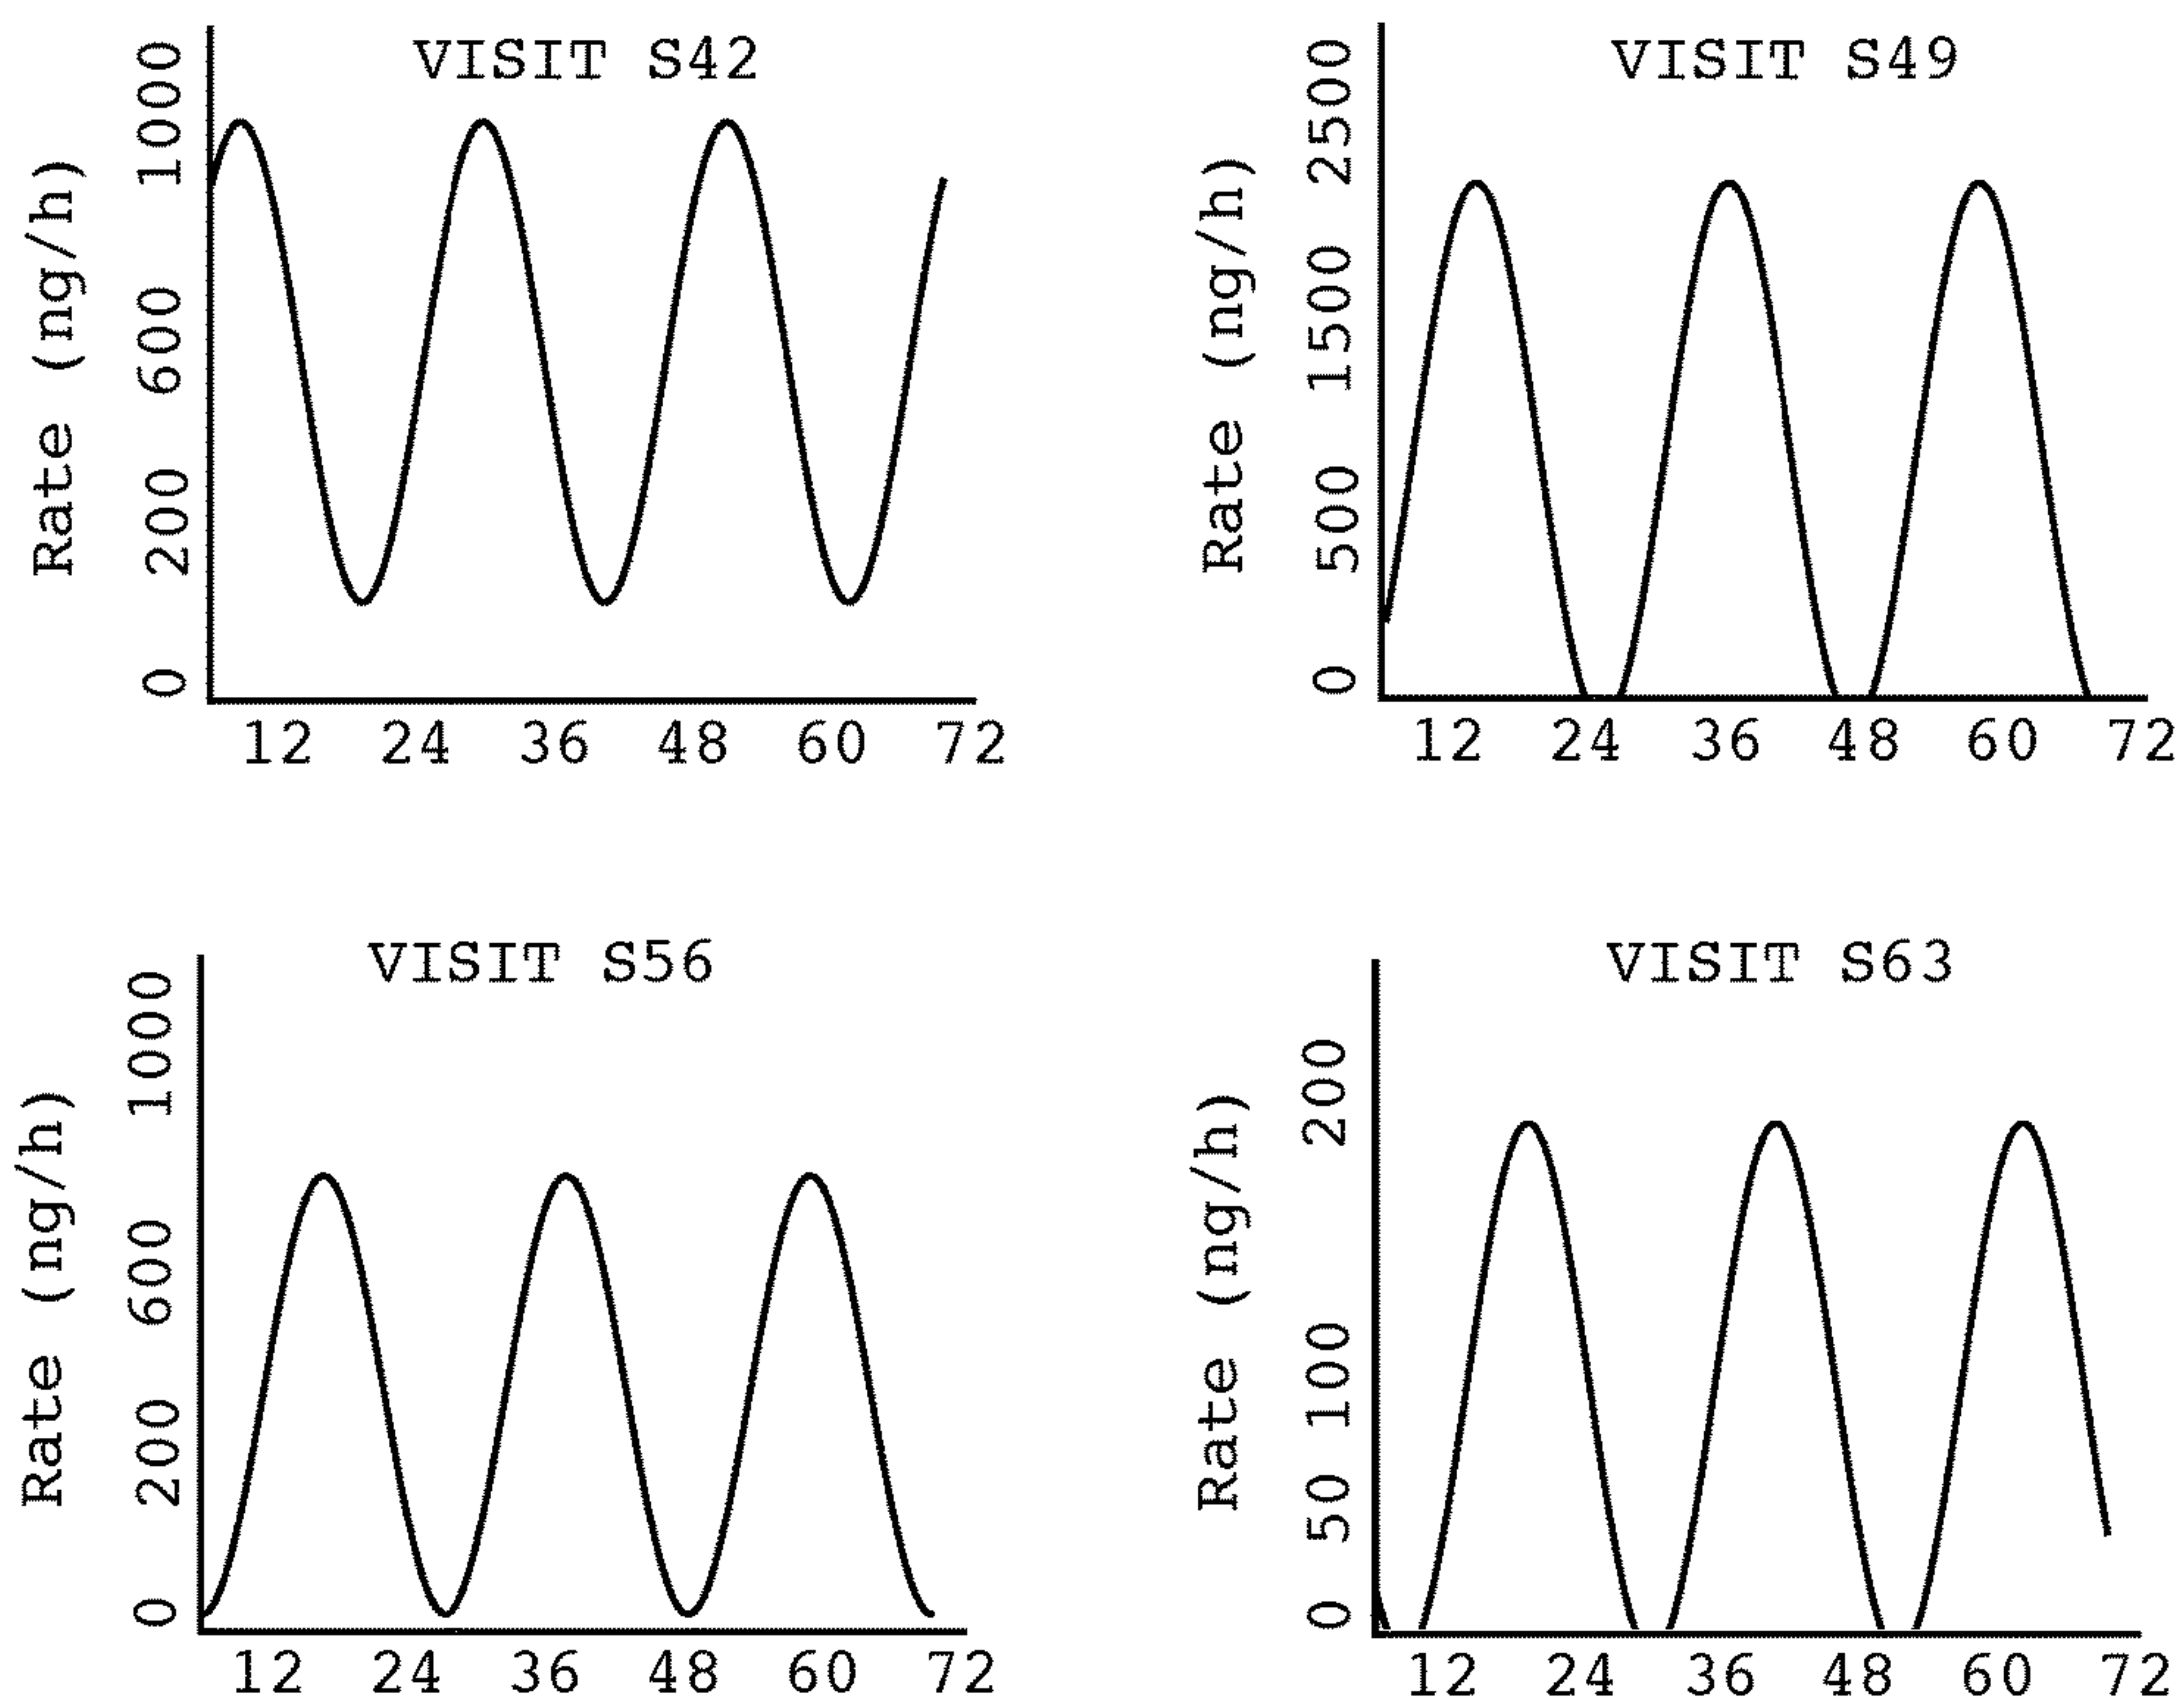 VISIT S42
Rate (ng/h)
1000
600
200
0
12 24 36 48 60 72
VISIT S49
Rate (ng/h)
2500
1500
500
0
12 24 36 48 60 72
VISIT S56
Rate (ng/h)
1000
600
200
0
12 24 36 48 60 72
VISIT S63
Rate (ng/h)
200
100
50
0
12 24 36 48 60 72